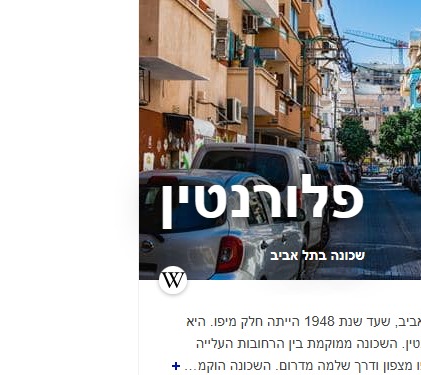 פלורנטין
שכונה בתל אביב
W
אביב, שעד שנת 1948 הייתה חלק מיפו. היא
טין. השכונה ממוקמת בין הרחובות העלייה
ו מצפון ודרך שלמה מדרום. השכונה הוקמ... +